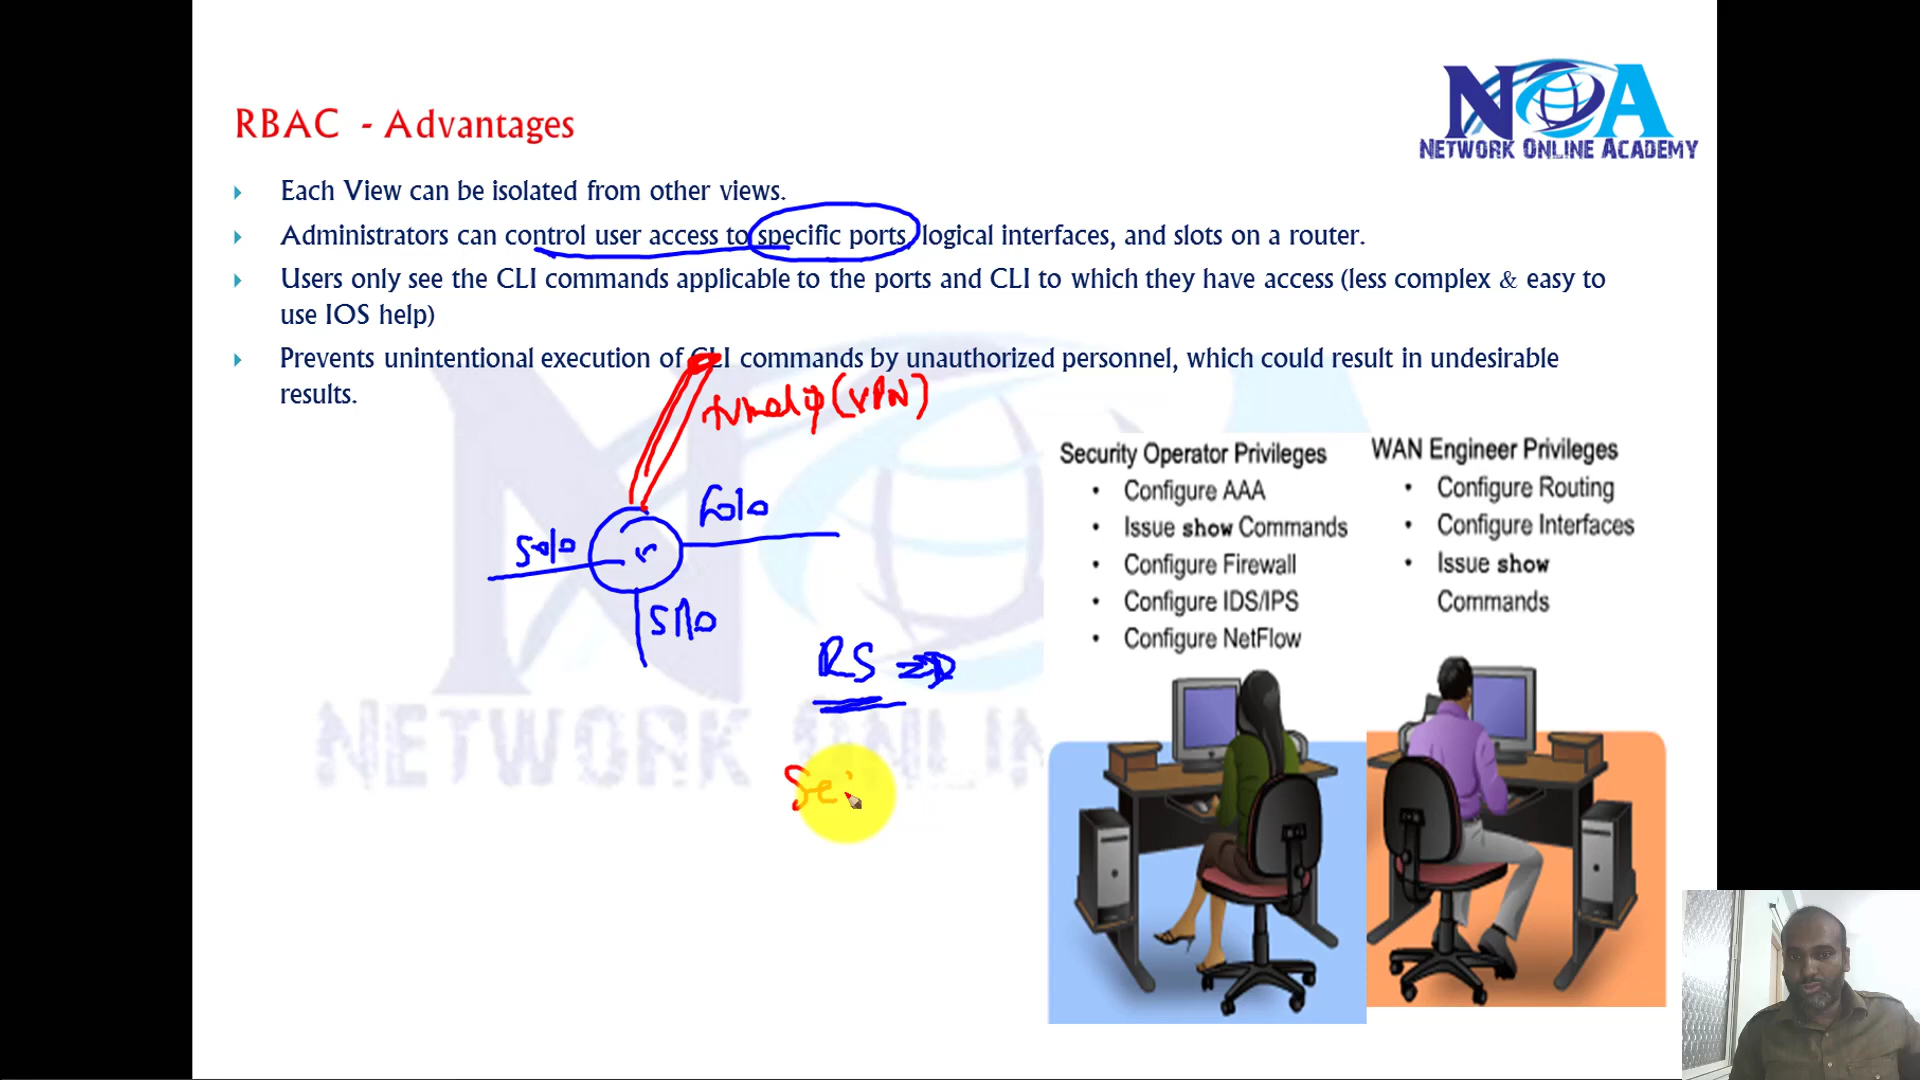 NOA
NETWORK ONLINE ACADEMY
RBAC - Advantages
Each View can be isolated from other views.
Administrators can control user access to specific ports, logical interfaces, and slots on a router.
Users only see the CLI commands applicable to the ports and CLI to which they have access (less complex & easy to
use IOS help)
Prevents unintentional execution of CLI commands by unauthorized personnel, which could result in undesirable
results.
(VPN)
f0/0
s0/0
r
s1/0
RS
Se
NETWORK ONLIN
Security Operator Privileges
• Configure AAA
• Issue show Commands
• Configure Firewall
• Configure IDS/IPS
• Configure NetFlow
WAN Engineer Privileges
• Configure Routing
• Configure Interfaces
• Issue show
Commands